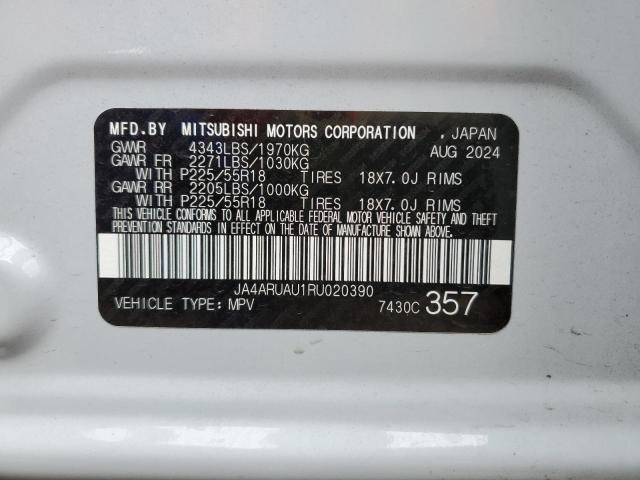 MFD.BY MITSUBISHI MOTORS CORPORATION , JAPAN
GVWR 4343LBS/1970KG AUG 2024
GAWR FR 2271LBS/1030KG
WITH P225/55R18 TIRES 18X7.0J RIMS
GAWR RR 2205LBS/1000KG
WITH P225/55R18 TIRES 18X7.0J RIMS
THIS VEHICLE CONFORMS TO ALL APPLICABLE FEDERAL MOTOR VEHICLE SAFETY AND THEFT
PREVENTION STANDARDS IN EFFECT ON THE DATE OF MANUFACTURE SHOWN ABOVE.
JA4ARUAU1RU020390
VEHICLE TYPE: MPV 7430C 357